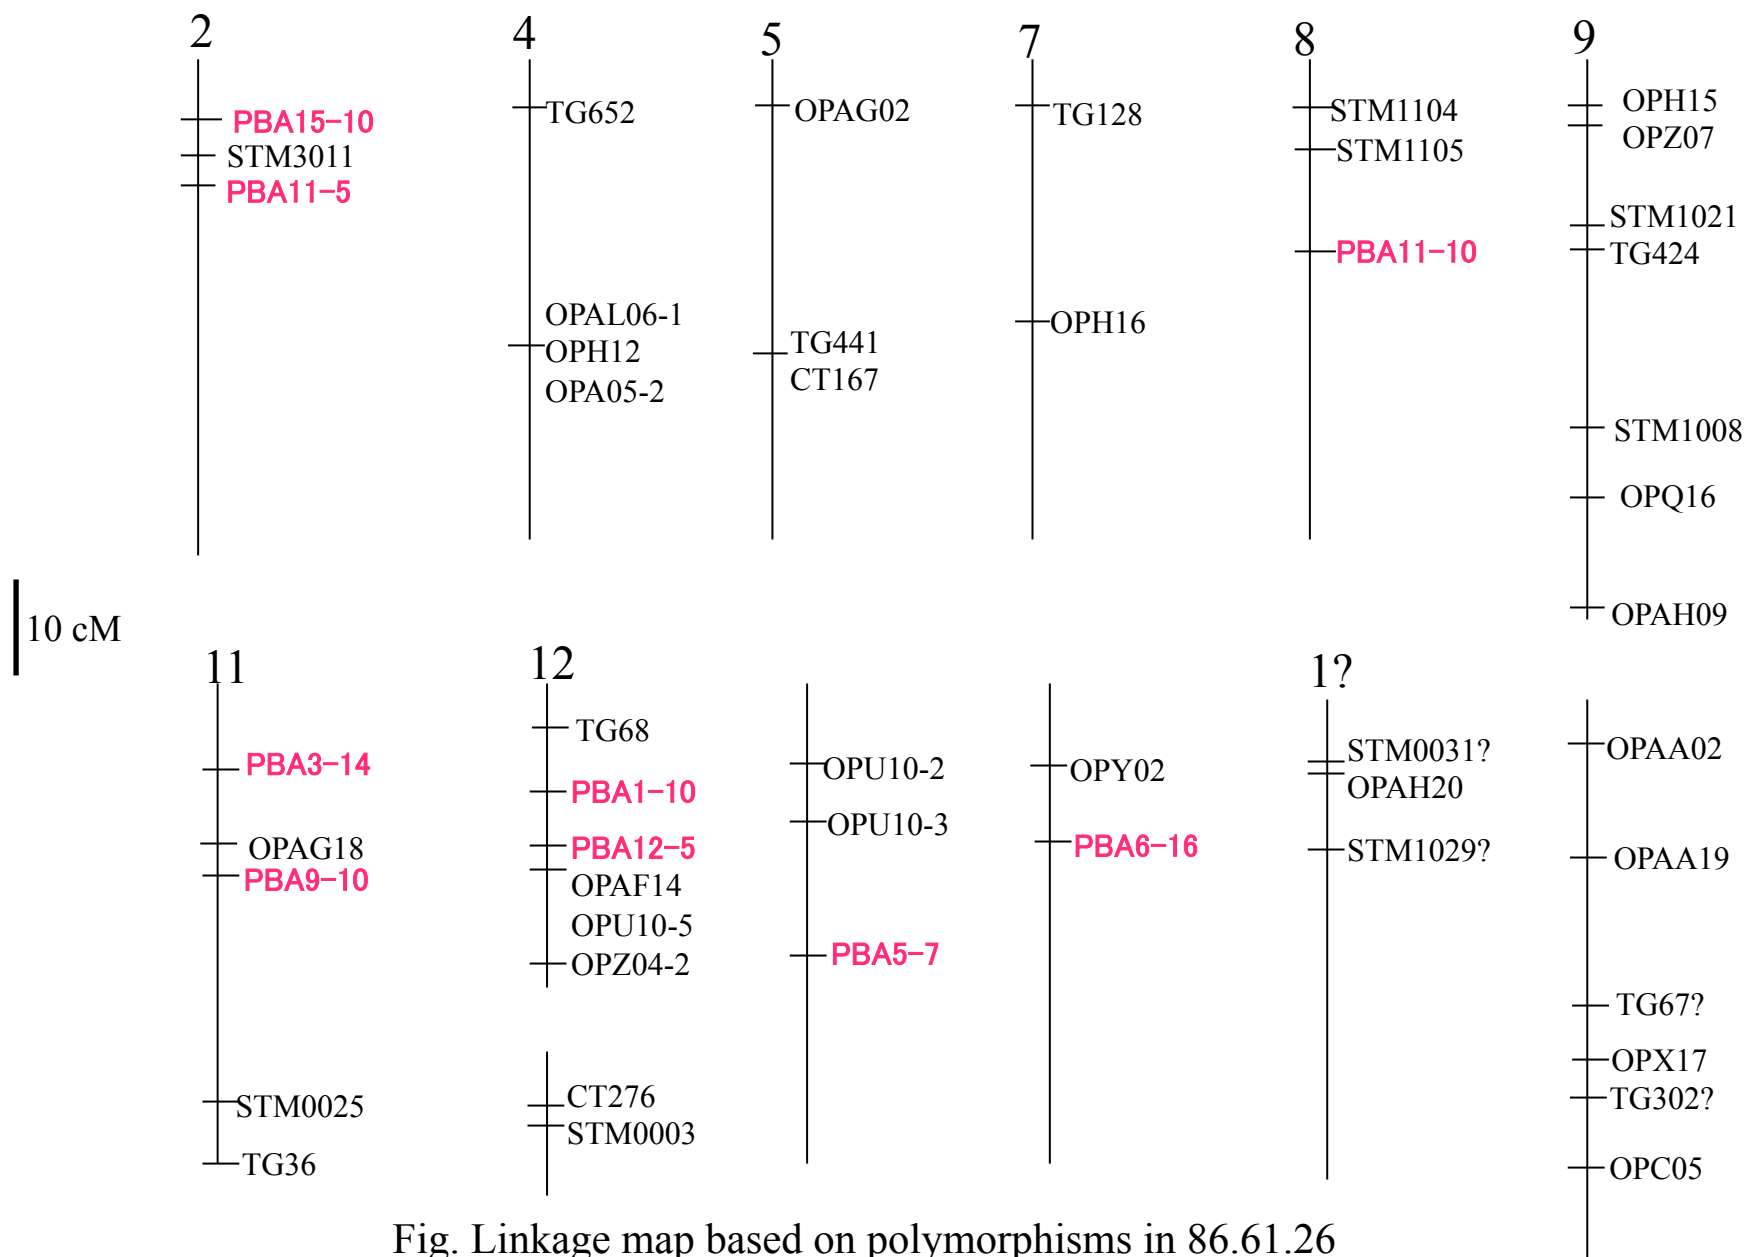 2
PBA15-10
STM3011
PBA11-5
4
TG652
OPAL06-1
OPH12
OPA05-2
5
OPAG02
TG441
CT167
7
TG128
OPH16
8
STM1104
STM1105
PBA11-10
9
OPH15
OPZ07
STM1021
TG424
STM1008
OPQ16
OPAH09
10 cM
11
PBA3-14
OPAG18
PBA9-10
STM0025
TG36
12
TG68
PBA1-10
PBA12-5
OPAF14
OPU10-5
OPZ04-2
CT276
STM0003
OPU10-2
OPU10-3
PBA5-7
OPY02
PBA6-16
1?
STM0031?
OPAH20
STM1029?
OPAA02
OPAA19
TG67?
OPX17
TG302?
OPC05
Fig. Linkage map based on polymorphisms in 86.61.26